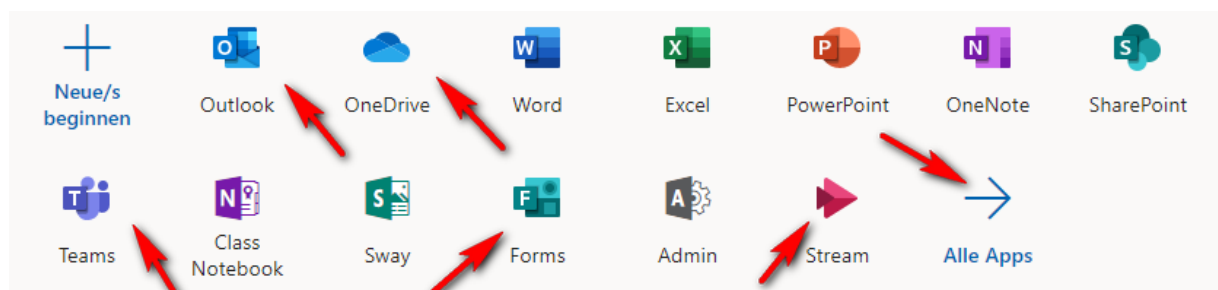 Neue/s
beginnen
Outlook
OneDrive
Word
Excel
PowerPoint
OneNote
SharePoint
Teams
Class
Notebook
Sway
Forms
Admin
Stream
Alle Apps